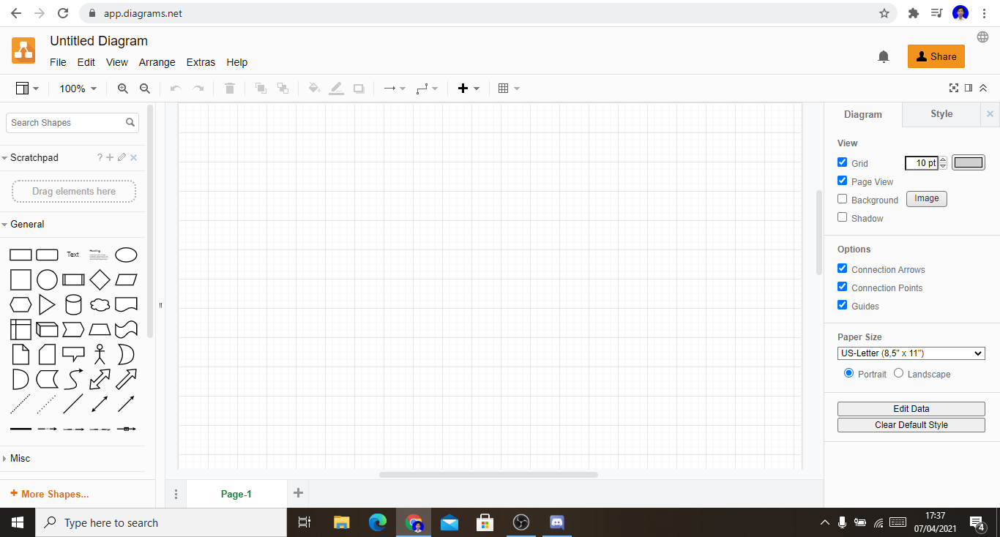 app.diagrams.net
Untitled Diagram
File Edit View Arrange Extras Help
Share
100%
Search Shapes
Scratchpad
?
Drag elements here
General
Text
Heading
Misc
+ More Shapes...
Page-1
Diagram
Style
View
Grid
10 pt
Page View
Background
Image
Shadow
Options
Connection Arrows
Connection Points
Guides
Paper Size
US-Letter (8,5" x 11")
Portrait
Landscape
Edit Data
Clear Default Style
Type here to search
17:37
07/04/2021
4